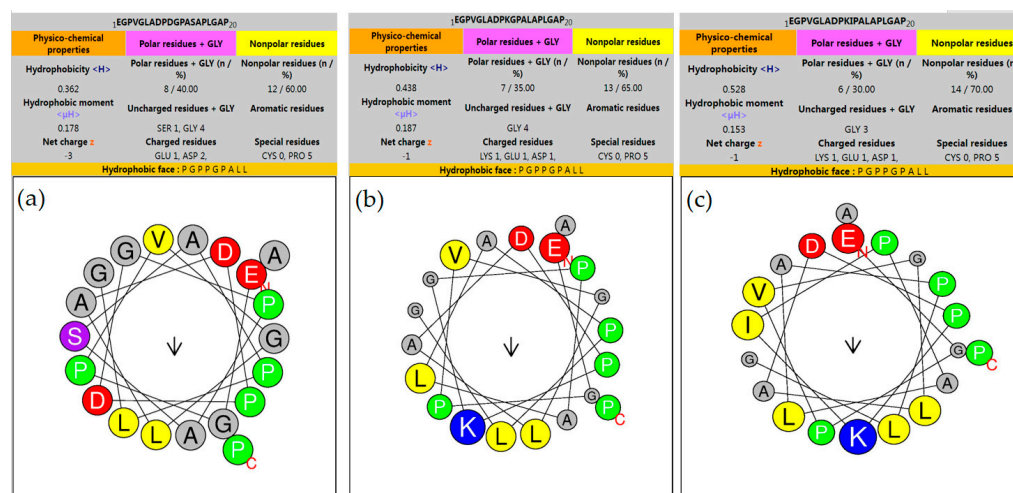 1EGPVGLADPDGPASAPLGAP20
Physico-chemical properties
Polar residues + GLY
Nonpolar residues
Hydrophobicity <H>
Polar residues + GLY (n / %)
Nonpolar residues (n / %)
0.362
8 / 40.00
12 / 60.00
Hydrophobic moment <µH>
Uncharged residues + GLY
Aromatic residues
0.178
SER 1, GLY 4
Net charge z
Charged residues
Special residues
-3
GLU 1, ASP 2,
CYS 0, PRO 5
Hydrophobic face : P G P P G P A L L
(a)
V A
G D A
G E N
A P
S G
P P
D P
L L A G
P C
1EGPVGLADPKGPALAPLGAP20
Physico-chemical properties
Polar residues + GLY
Nonpolar residues
Hydrophobicity <H>
Polar residues + GLY (n / %)
Nonpolar residues (n / %)
0.438
7 / 35.00
13 / 65.00
Hydrophobic moment <µH>
Uncharged residues + GLY
Aromatic residues
0.187
GLY 4
Net charge z
Charged residues
Special residues
-1
LYS 1, GLU 1, ASP 1,
CYS 0, PRO 5
Hydrophobic face : P G P P G P A L L
(b)
A
A D E
V N P
G G
G P
A P
L G
P P C
K L L A
1EGPVGLADPKIPALAPLGAP20
Physico-chemical properties
Polar residues + GLY
Nonpolar residues
Hydrophobicity <H>
Polar residues + GLY (n / %)
Nonpolar residues (n / %)
0.528
6 / 30.00
14 / 70.00
Hydrophobic moment <µH>
Uncharged residues + GLY
Aromatic residues
0.153
GLY 3
Net charge z
Charged residues
Special residues
-1
LYS 1, GLU 1, ASP 1,
CYS 0, PRO 5
Hydrophobic face : P G P P G P A L L
(c)
A
D E P
N
A G
V P
I P
G G P C
A A
L L
P K L